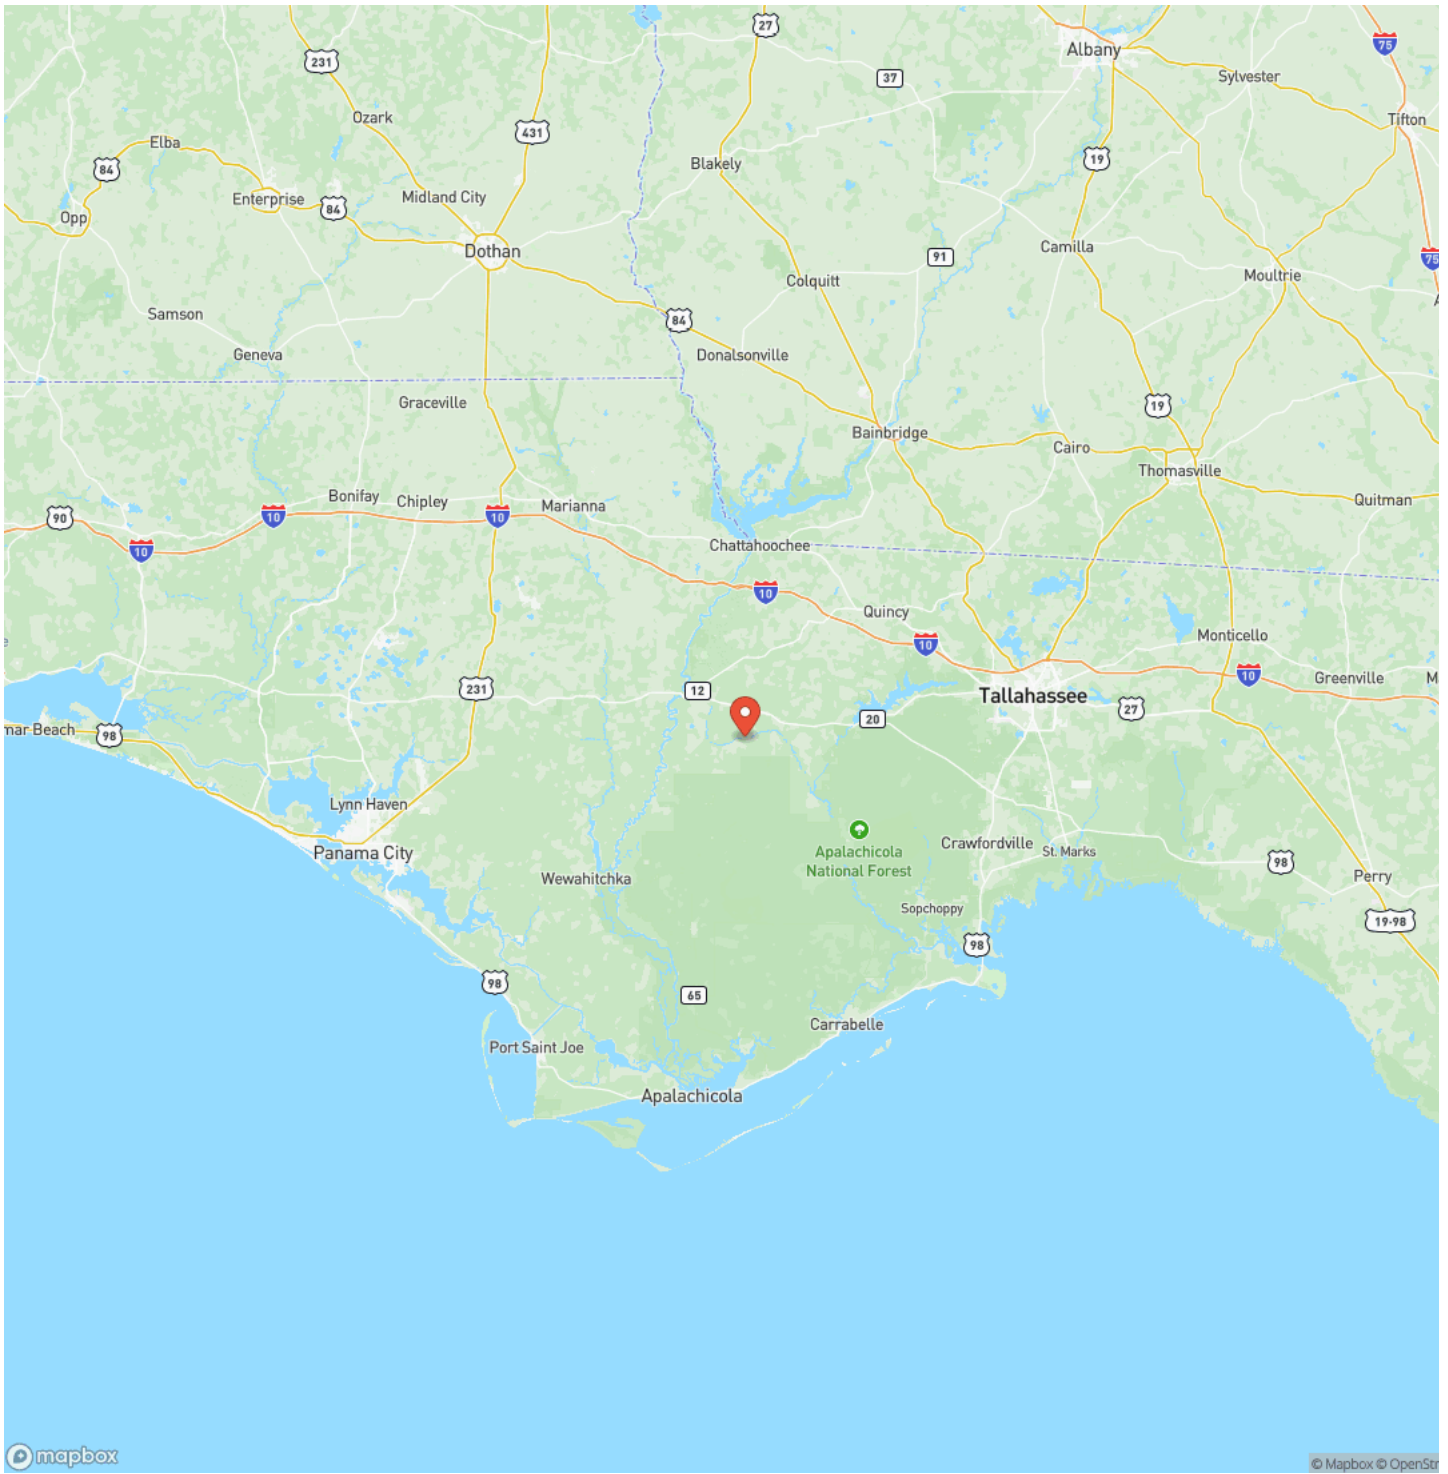 27
Albany
75
231
37
Sylvester
Ozark
Tifton
431
Elba
84
Blakely
19
Enterprise
Midland City
84
Opp
Dothan
Camilla
91
75
Colquitt
Moultrie
A
Samson
84
Geneva
Donalsonville
Graceville
19
Bainbridge
Cairo
Thomasville
Bonifay
Chipley
Marianna
Quitman
90
10
10
10
Chattahoochee
10
Quincy
e
10
Monticello
10
Greenville
M
231
12
Tallahassee
27
20
mar Beach
98
Lynn Haven
Panama City
Apalachicola
National Forest
Crawfordville
St. Marks
98
Perry
Wewahitchka
Sopchoppy
19-98
98
98
65
Carrabelle
Port Saint Joe
Apalachicola
mapbox
© Mapbox © OpenStr